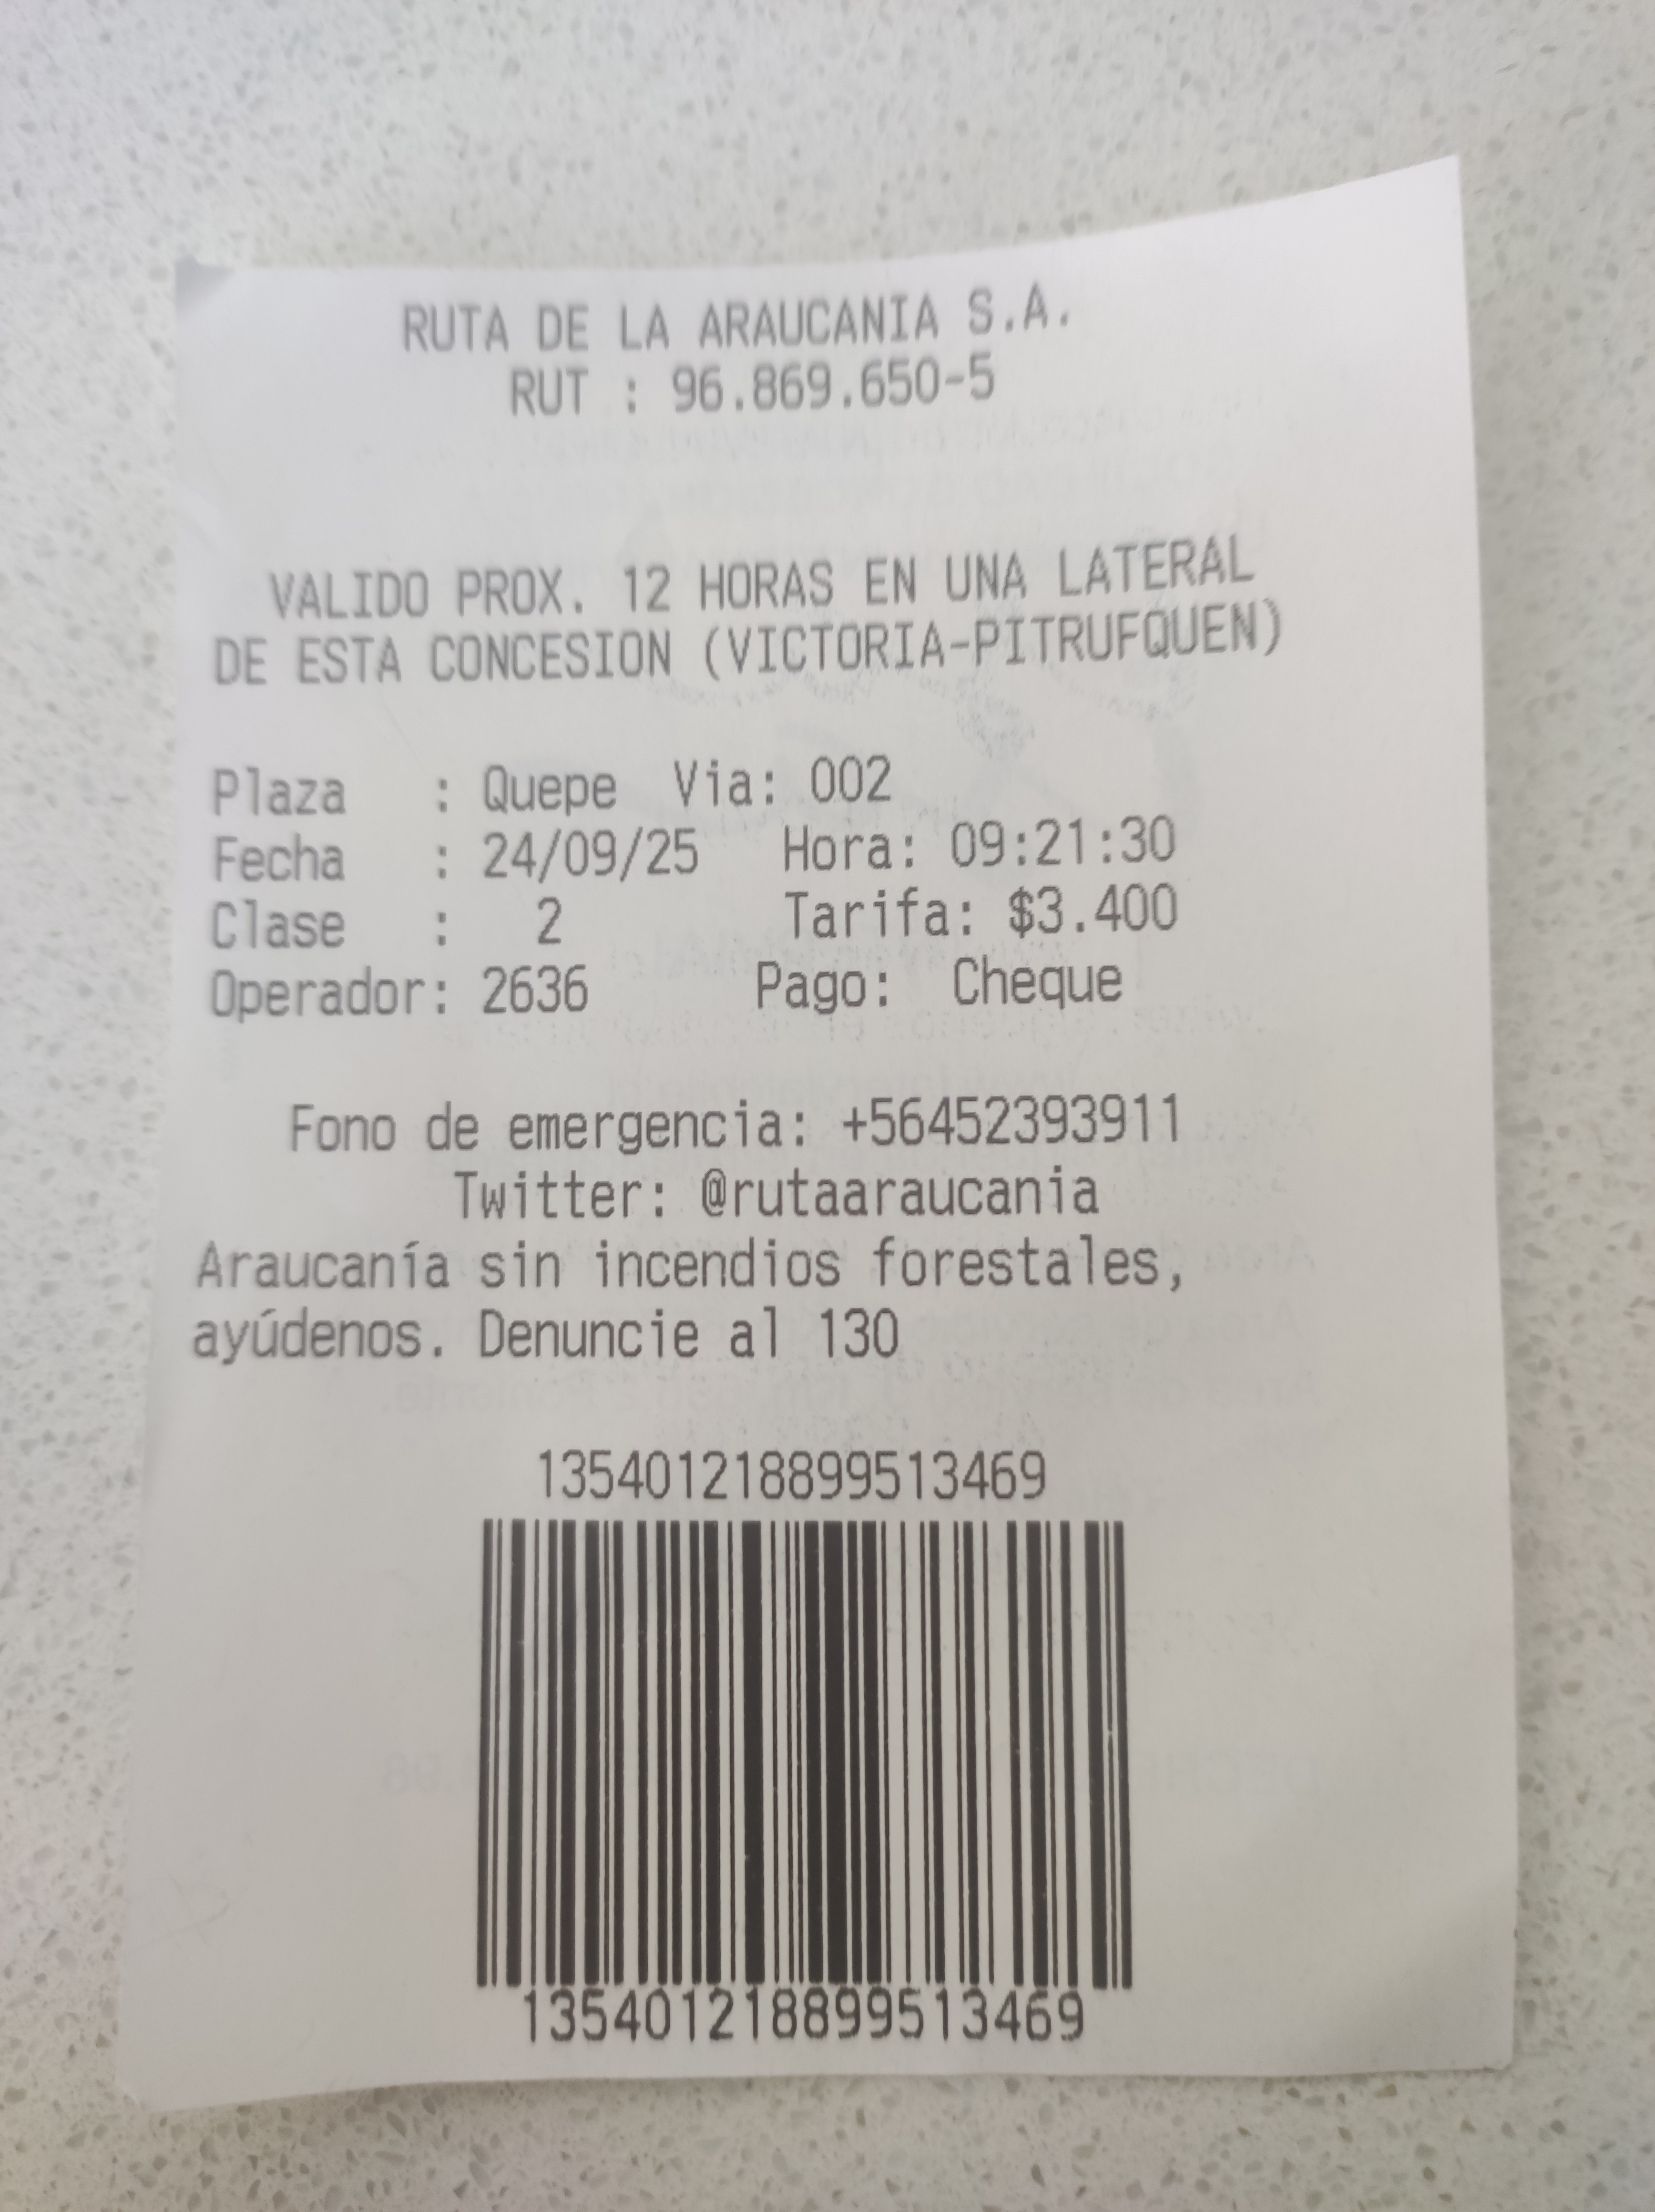 RUTA DE LA ARAUCANIA S.A.
RUT : 96.869.650-5
VALIDO PROX. 12 HORAS EN UNA LATERAL
DE ESTA CONCESION (VICTORIA-PITRUFQUEN)
Plaza : Quepe Via: 002
Fecha : 24/09/25 Hora: 09:21:30
Clase : 2 Tarifa: $3.400
Operador: 2636 Pago: Cheque
Fono de emergencia: +56452393911
Twitter: @rutaaraucania
Araucanía sin incendios forestales,
ayúdenos. Denuncie al 130
135401218899513469
135401218899513469